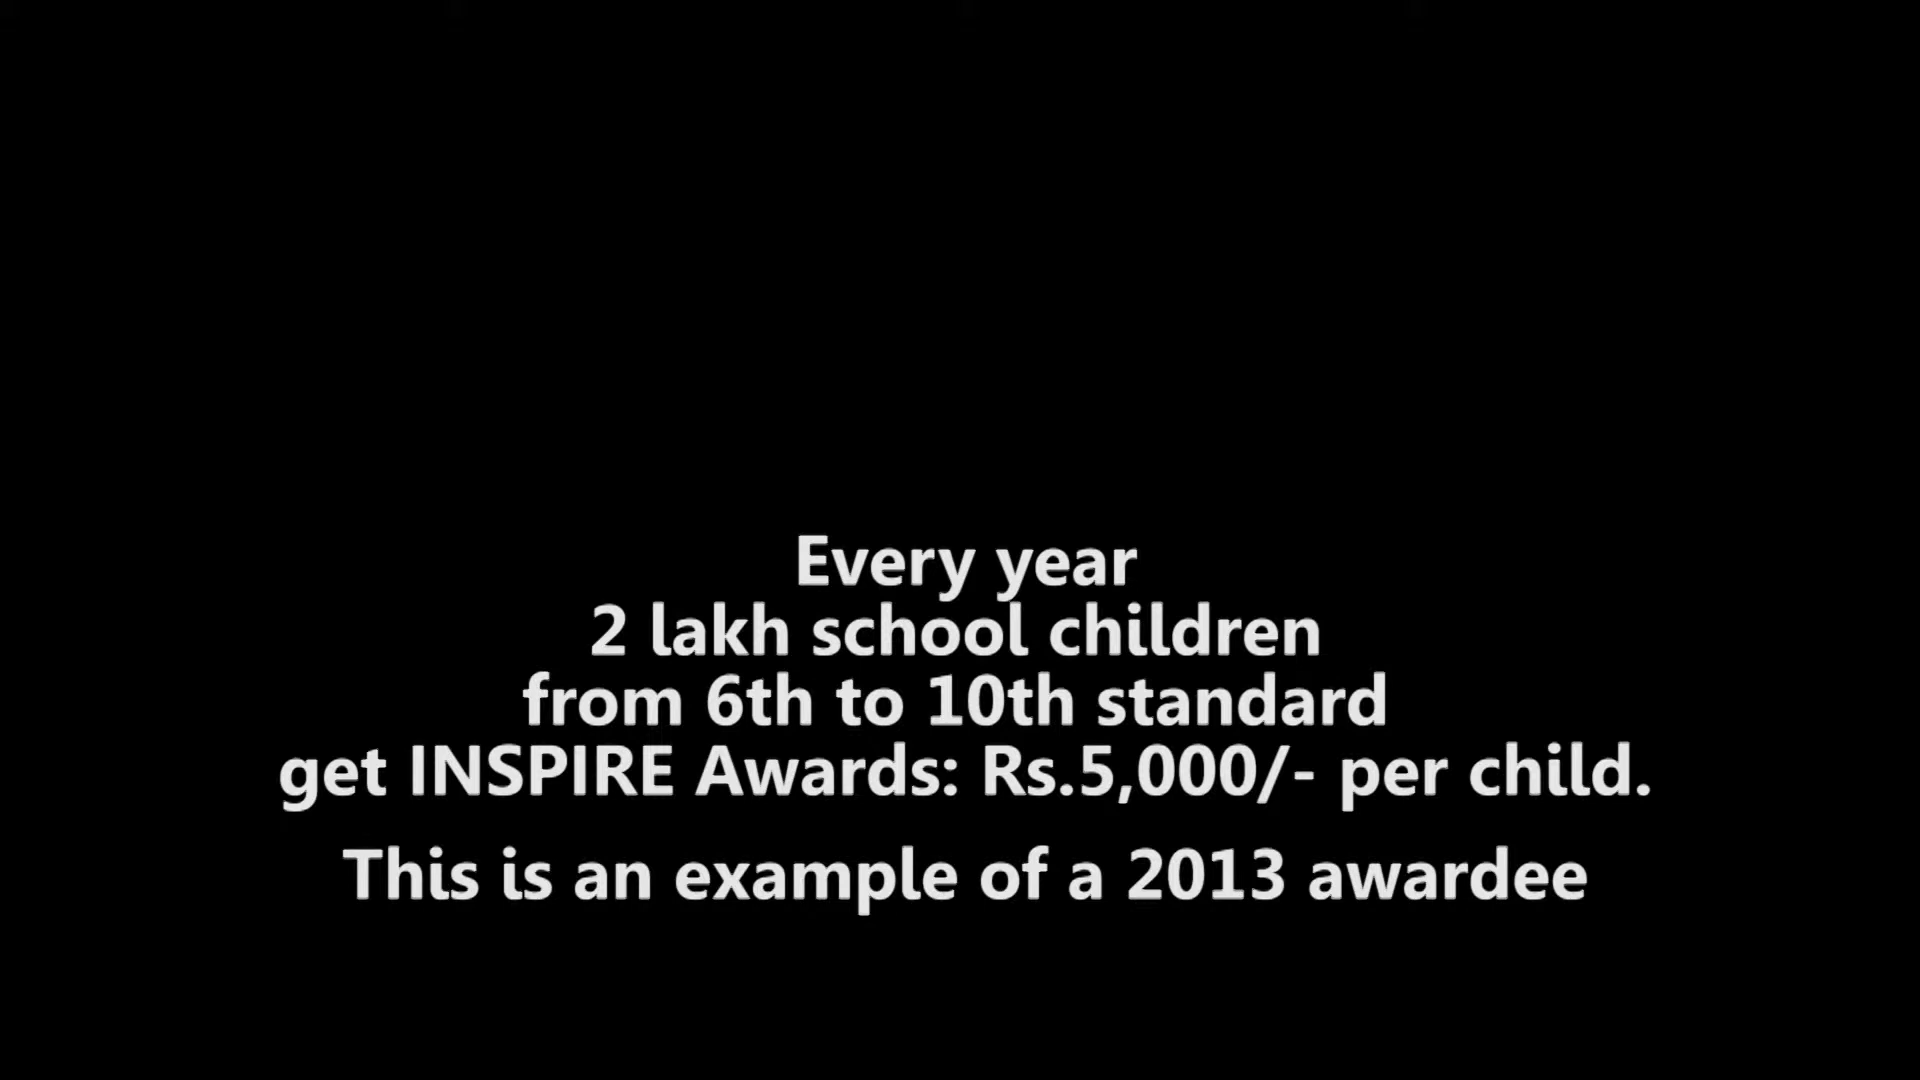 Every year
2 lakh school children
from 6th to 10th standard
get INSPIRE Awards: Rs.5,000/- per child.
This is an example of a 2013 awardee